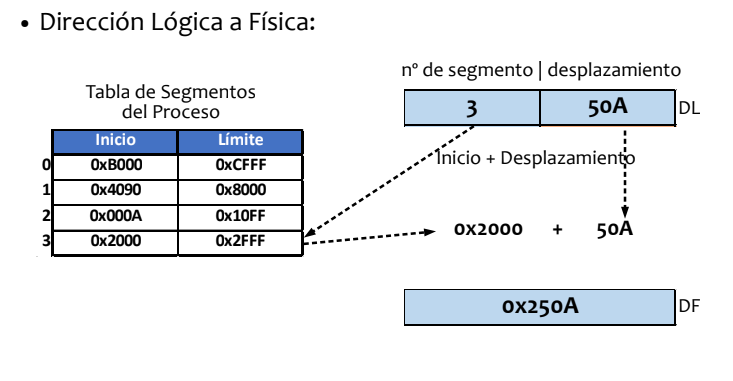 • Dirección Lógica a Física:
nº de segmento | desplazamiento
Tabla de Segmentos
del Proceso
3 50A DL
Inicio Límite
Inicio + Desplazamiento
0 0xB000 0xCFFF
1 0x4090 0x8000
2 0x000A 0x10FF
3 0x2000 0x2FFF
0x2000 + 50A
0x250A DF